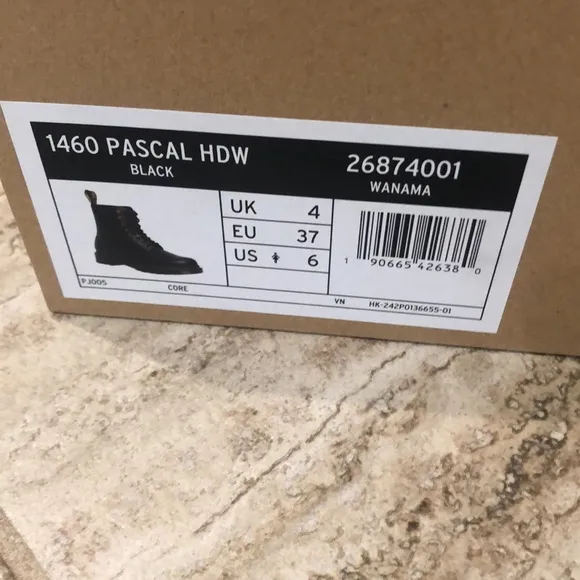 1460 PASCAL HDW
BLACK
26874001
WANAMA
UK 4
EU 37
US 6
1 90665 42638 0
PJ005 CORE VN HK-242P0136655-01